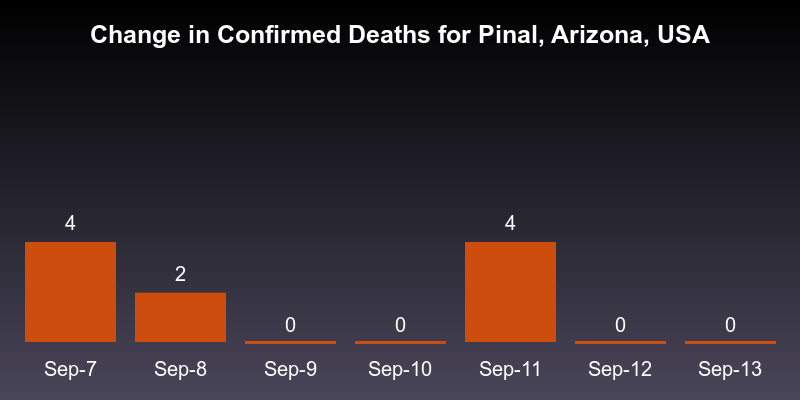 Change in Confirmed Deaths for Pinal, Arizona, USA
4
2
0
0
4
0
0
Sep-7
Sep-8
Sep-9
Sep-10
Sep-11
Sep-12
Sep-13